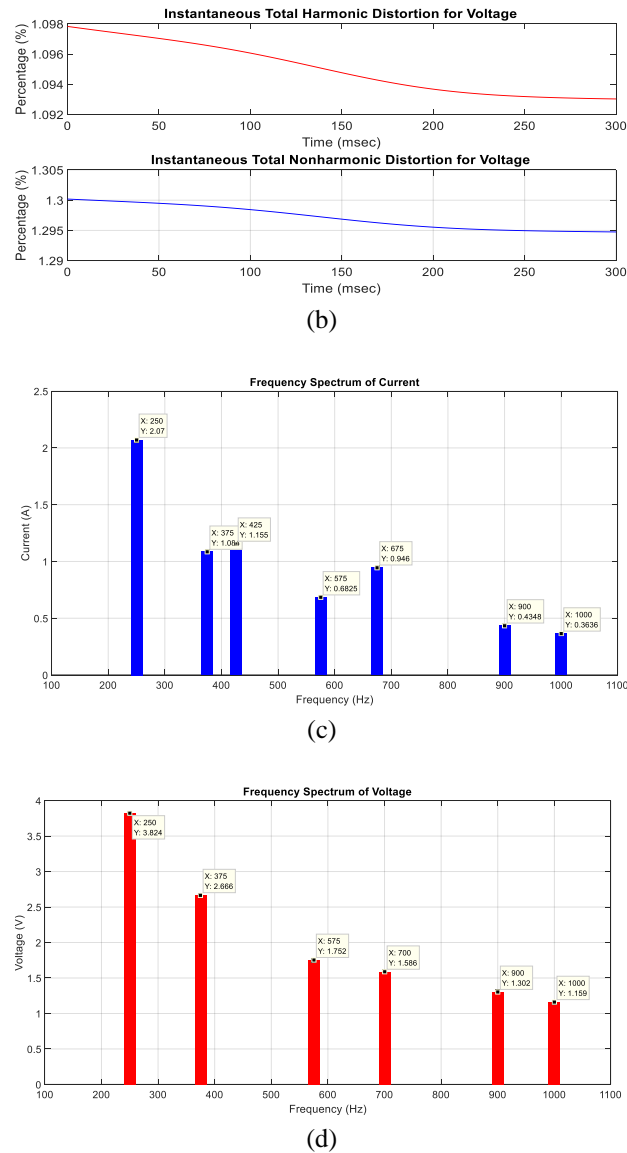 Instantaneous Total Harmonic Distortion for Voltage
Percentage (%)
1.098
1.096
1.094
1.092
0 50 100 150 200 250 300
Time (msec)
Instantaneous Total Nonharmonic Distortion for Voltage
Percentage (%)
1.305
1.3
1.295
1.29
0 50 100 150 200 250 300
Time (msec)
(b)
Frequency Spectrum of Current
Current (A)
2.5
2
1.5
1
0.5
0
X: 250
Y: 2.07
X: 375
X: 425
Y: 1.155
X: 575
Y: 0.6825
X: 675
Y: 0.946
X: 900
Y: 0.4348
X: 1000
Y: 0.3636
100 200 300 400 500 600 700 800 900 1000 1100
Frequency (Hz)
(c)
Frequency Spectrum of Voltage
Voltage (V)
4
3.5
3
2.5
2
1.5
1
0.5
0
X: 250
Y: 3.824
X: 375
Y: 2.666
X: 575
Y: 1.752
X: 700
Y: 1.586
X: 900
Y: 1.302
X: 1000
Y: 1.159
100 200 300 400 500 600 700 800 900 1000 1100
Frequency (Hz)
(d)